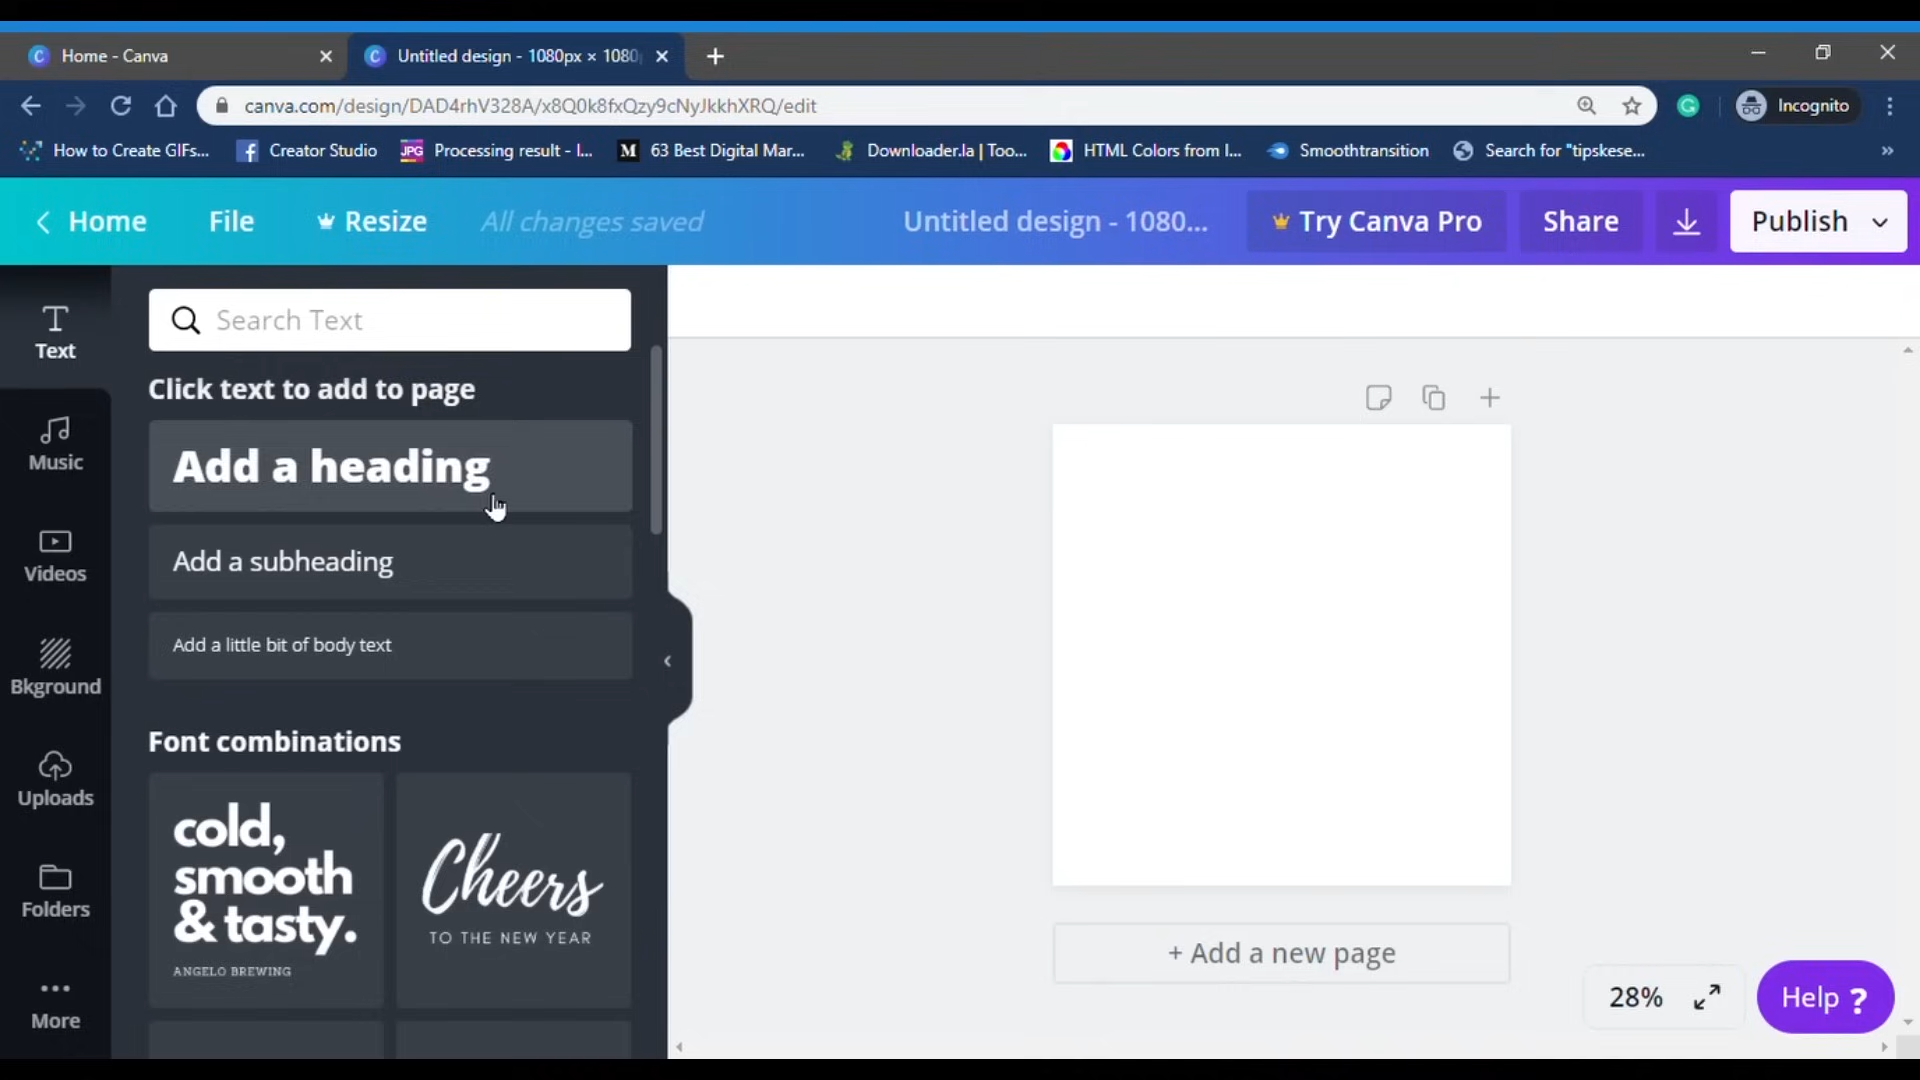 Home - Canva
Untitled design - 1080px × 1080
canva.com/design/DAD4rhV328A/x8Q0k8fxQzy9cNyJkkhXRQ/edit
Incognito
How to Create GIFs...
Creator Studio
JPG
Processing result - I...
M
63 Best Digital Mar...
Downloader.la | Too...
HTML Colors from I...
Smoothtransition
Search for "tipskese...
»
Home
File
Resize
All changes saved
Untitled design - 1080...
Try Canva Pro
Share
Publish
Text
Music
Videos
Bkground
Uploads
Folders
More
Search Text
Click text to add to page
Add a heading
Add a subheading
Add a little bit of body text
Font combinations
cold,
smooth
& tasty.
ANGELO BREWING
Cheers
TO THE NEW YEAR
+ Add a new page
28%
Help ?